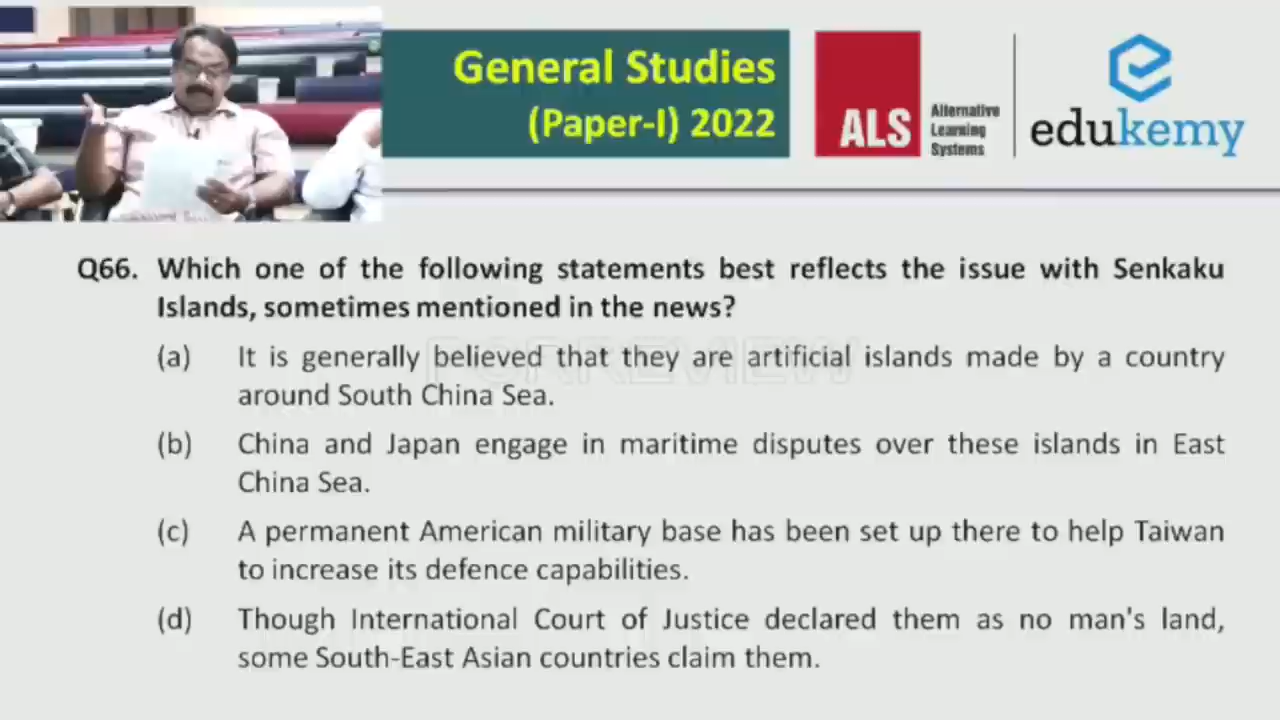 General Studies
(Paper-I) 2022
ALS
Alternative
Learning
Systems
edukemy
Q66. Which one of the following statements best reflects the issue with Senkaku
Islands, sometimes mentioned in the news?
(a) It is generally believed that they are artificial islands made by a country
around South China Sea.
(b) China and Japan engage in maritime disputes over these islands in East
China Sea.
(c) A permanent American military base has been set up there to help Taiwan
to increase its defence capabilities.
(d) Though International Court of Justice declared them as no man's land,
some South-East Asian countries claim them.
FOR REVIEW